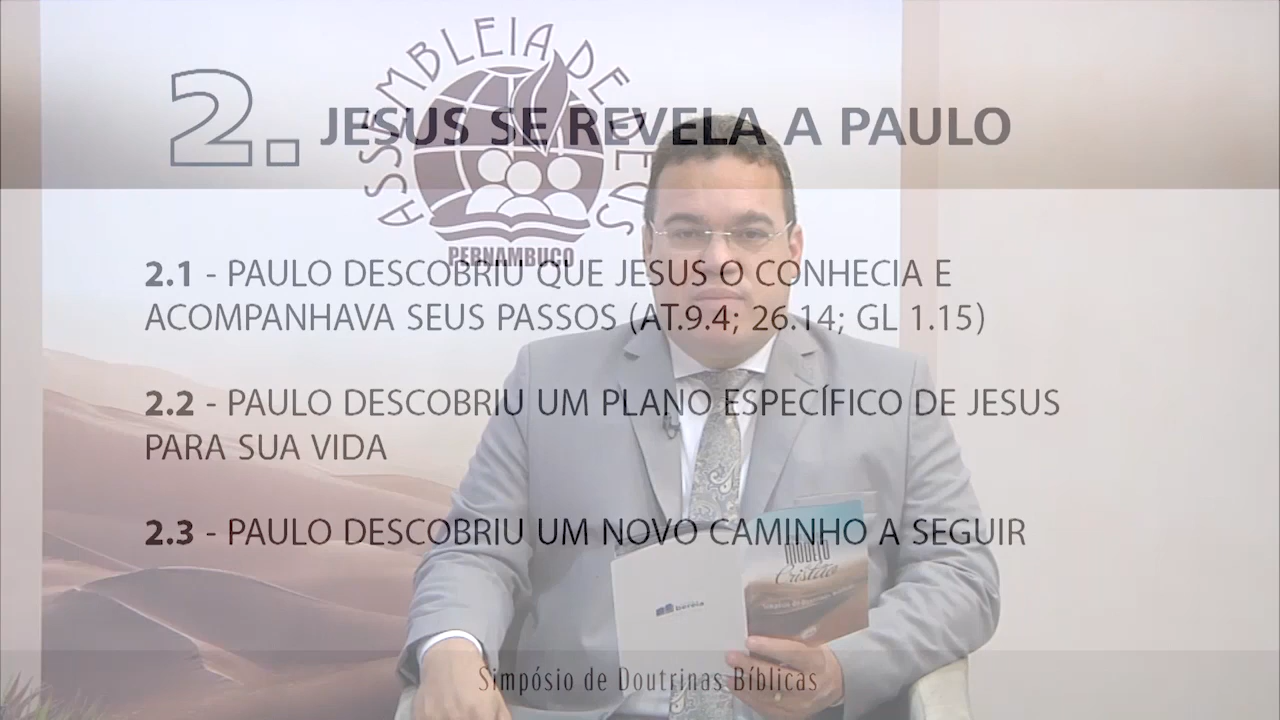 ASSEMBLEIA DE DEUS
PERNAMBUCO
2. JESUS SE REVELA A PAULO
2.1 - PAULO DESCOBRIU QUE JESUS O CONHECIA E
ACOMPANHAVA SEUS PASSOS (AT.9.4; 26.14; GL 1.15)
2.2 - PAULO DESCOBRIU UM PLANO ESPECÍFICO DE JESUS
PARA SUA VIDA
2.3 - PAULO DESCOBRIU UM NOVO CAMINHO A SEGUIR
Modelo
Cristão
bereia
Simpósio de Doutrinas Bíblicas